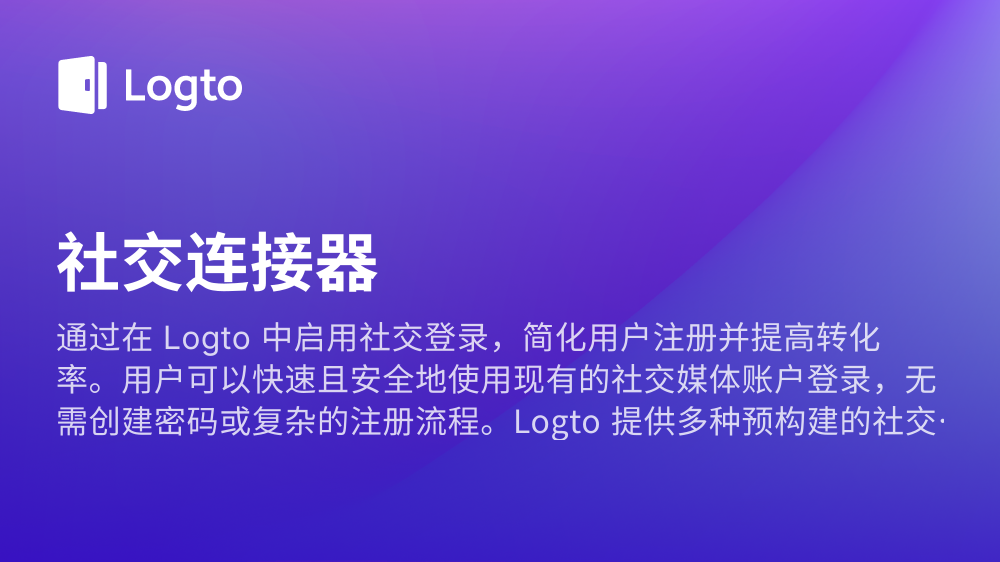 Logto
社交连接器
通过在 Logto 中启用社交登录，简化用户注册并提高转化
率。用户可以快速且安全地使用现有的社交媒体账户登录，无
需创建密码或复杂的注册流程。Logto 提供多种预构建的社交·